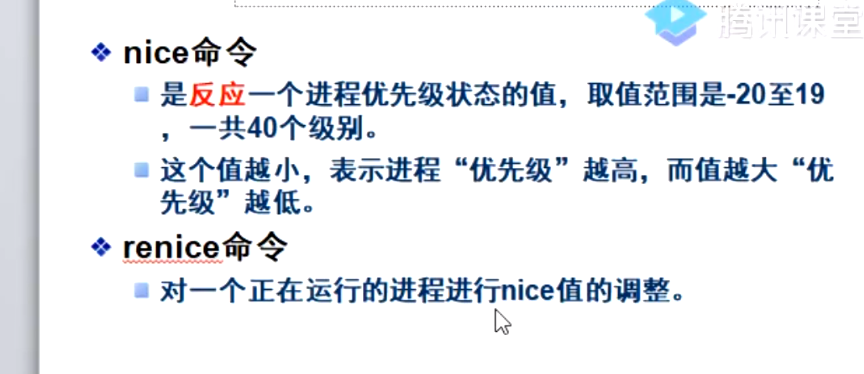 腾讯课堂
nice命令
是反应一个进程优先级状态的值，取值范围是-20至19
，一共40个级别。
这个值越小，表示进程“优先级”越高，而值越大“优
先级”越低。
renice命令
对一个正在运行的进程进行nice值的调整。